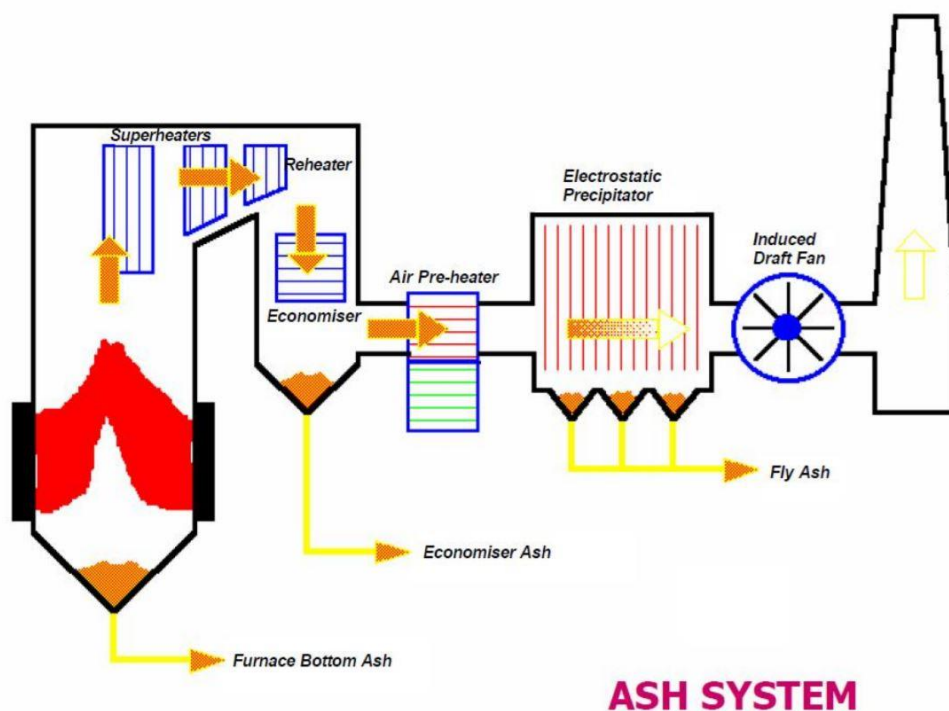 Superheaters
Reheater
Electrostatic
Precipitator
Induced
Draft Fan
Air Pre-heater
Economiser
Fly Ash
Economiser Ash
Furnace Bottom Ash
ASH SYSTEM